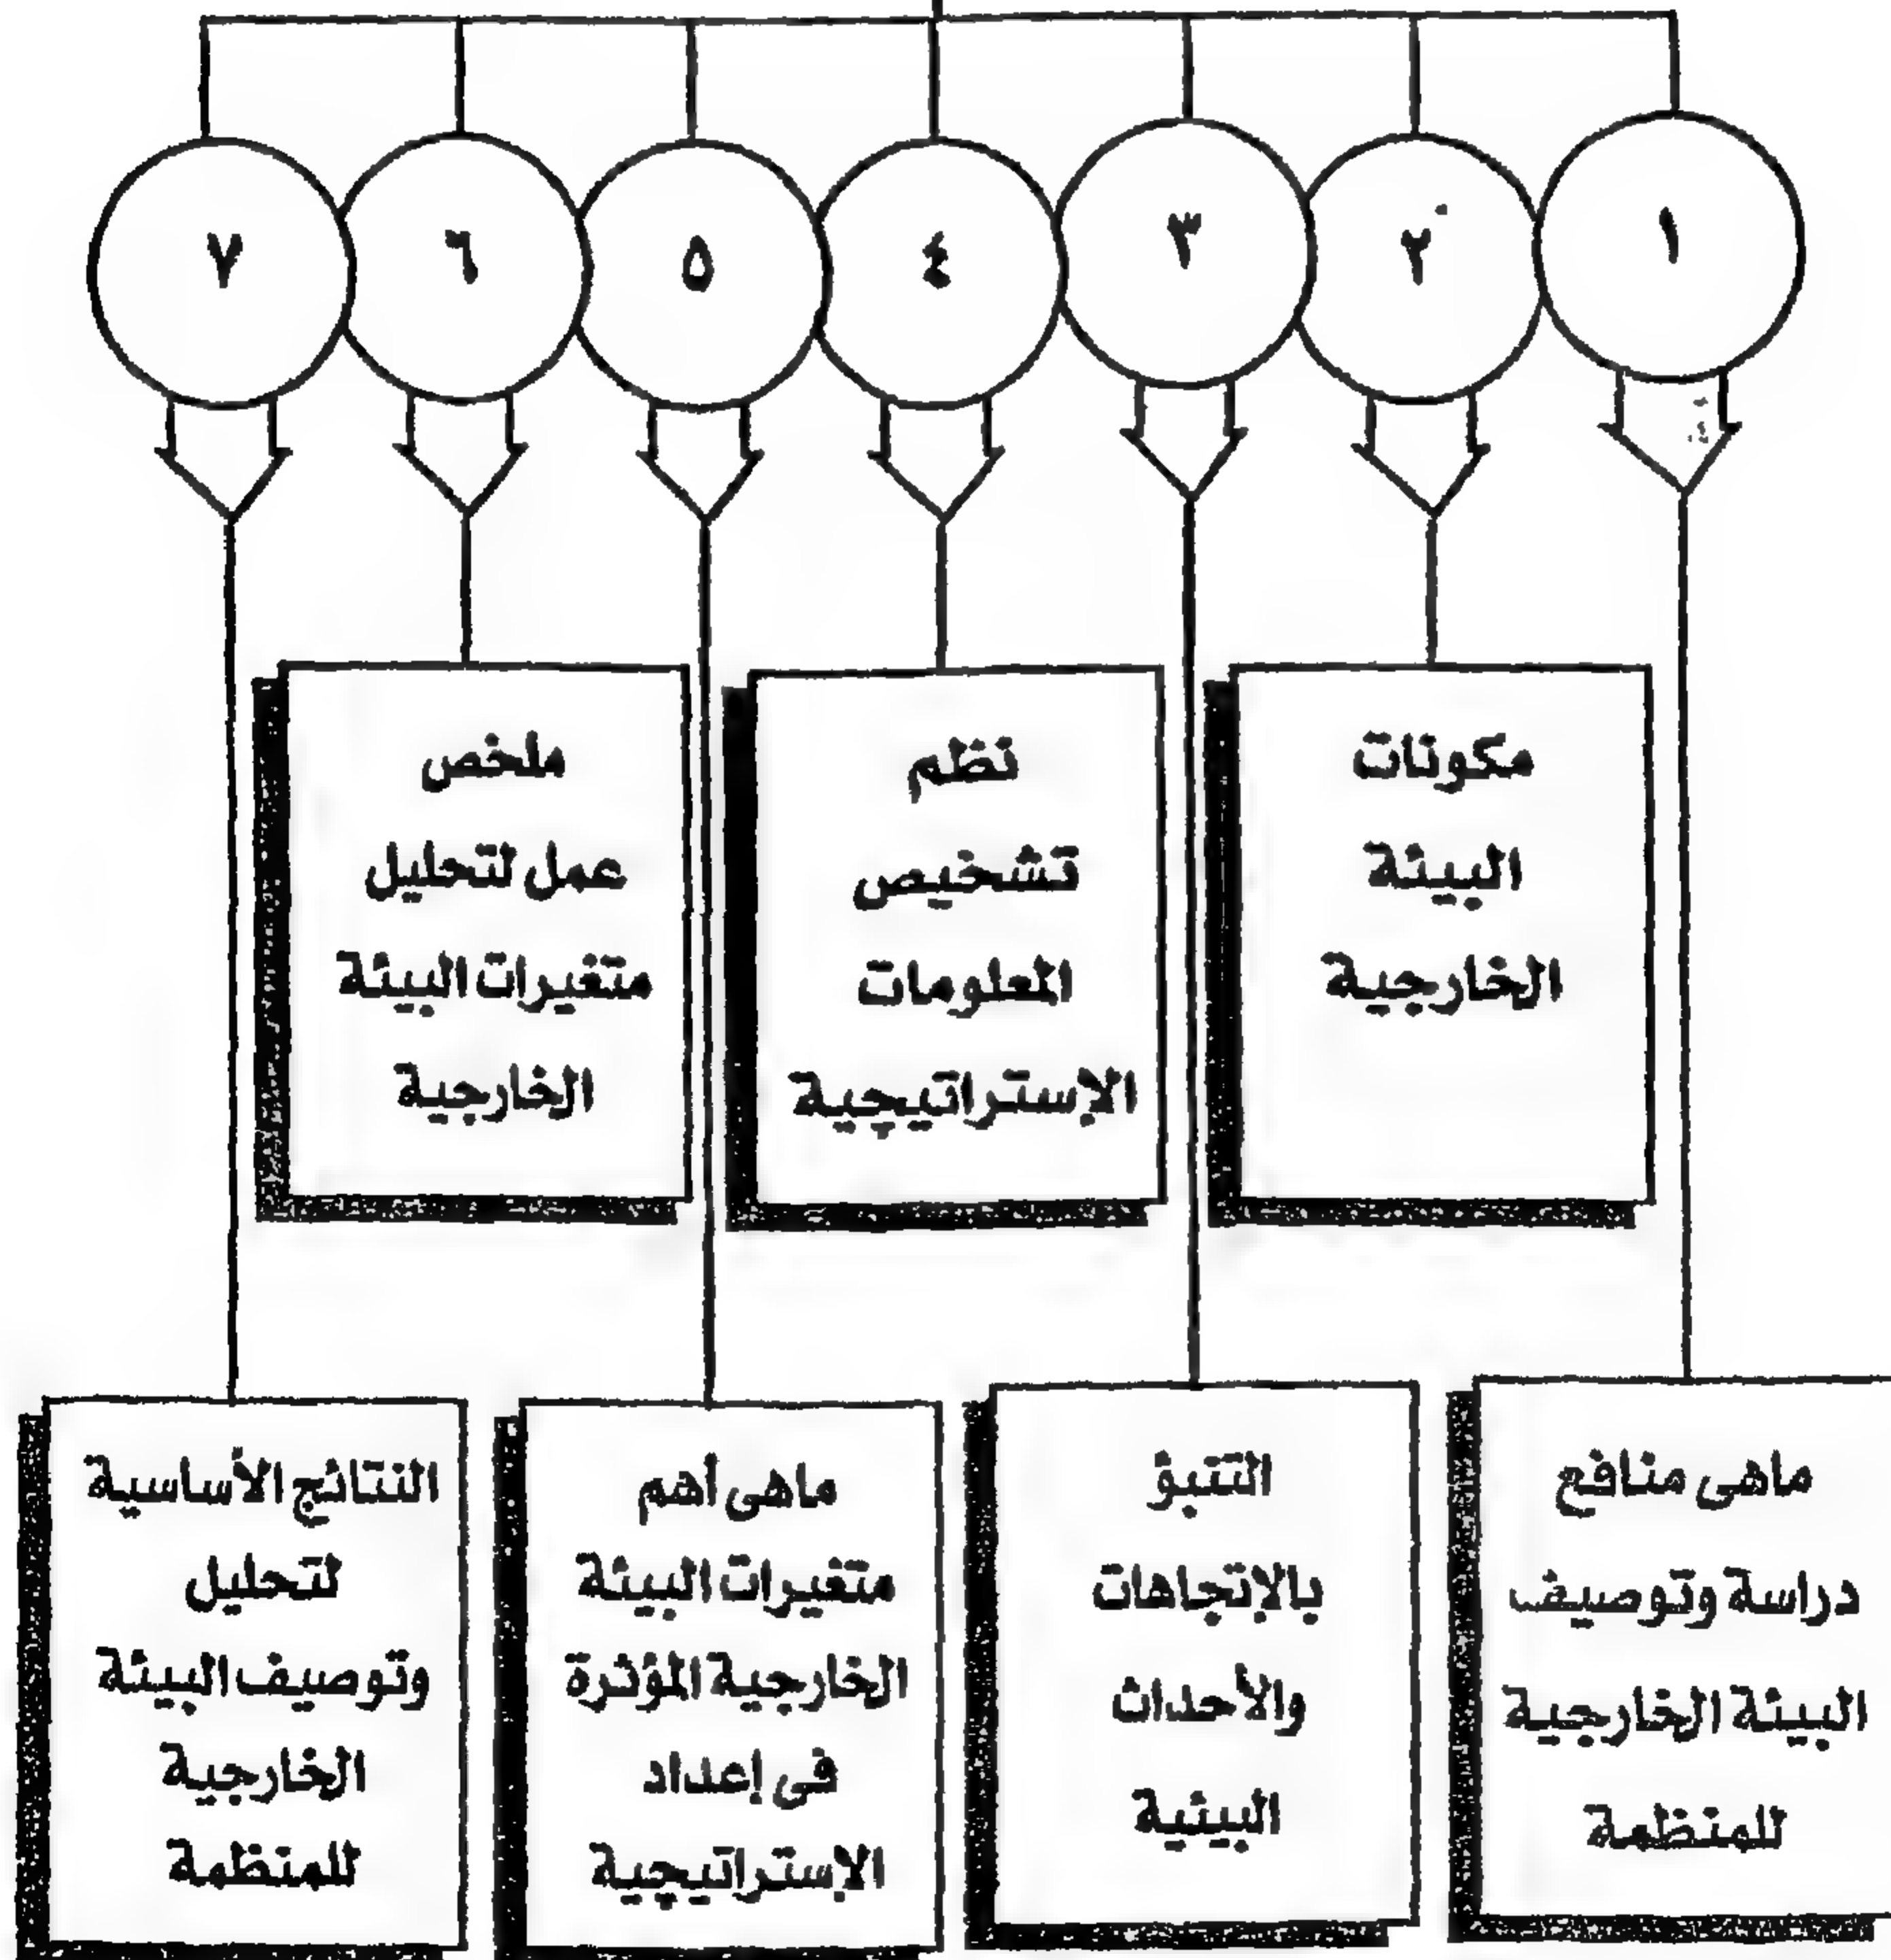 ١
٢
٣
٤
٥
٦
٧
مكونات
البيئة
الخارجية
نظم
تشخيص
المعلومات
الإستراتيچية
ملخص
عمل لتحليل
متغيرات البيئة
الخارجية
ماهى منافع
دراسة وتوصيف
البيئة الخارجية
للمنظمة
التنبؤ
بالإتجاهات
والأحداث
البيئية
ماهى أهم
متغيرات البيئة
الخارجية المؤثرة
فى إعداد
الإستراتيچية
النتائج الأساسية
لتحليل
وتوصيف البيئة
الخارجية
للمنظمة